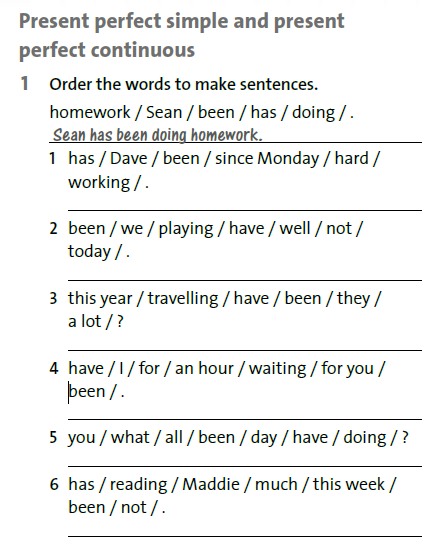 Present perfect simple and present
perfect continuous
1 Order the words to make sentences.
homework / Sean / been / has / doing / .
Sean has been doing homework.
1 has / Dave / been / since Monday / hard /
working / .
2 been / we / playing / have / well / not /
today / .
3 this year / travelling / have / been / they /
a lot / ?
4 have / I / for / an hour / waiting / for you /
been / .
5 you / what / all / been / day / have / doing / ?
6 has / reading / Maddie / much / this week /
been / not / .